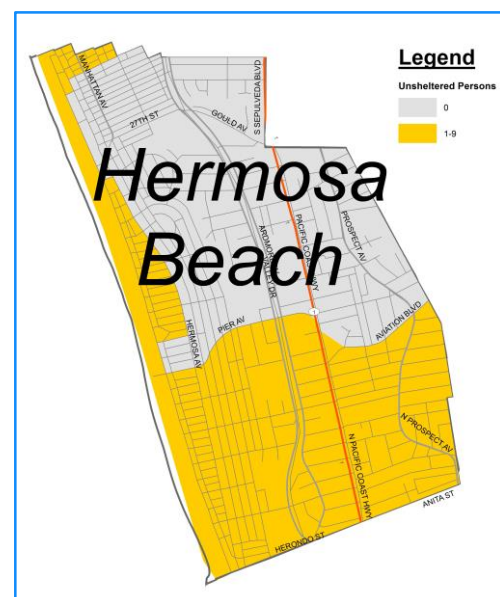 Legend
Unsheltered Persons
0
1-9
MANHATTAN AV
27TH ST
GOULD AV
S SEPULVEDA BLVD
Hermosa
Beach
PACIFIC COAST HWY
PROSPECT AV
VALLEY DR
HERMOSA AV
PIER AV
1
AVIATION BLVD
N PROSPECT AV
N PACIFIC COAST HWY
ANITA ST
HERONDO ST